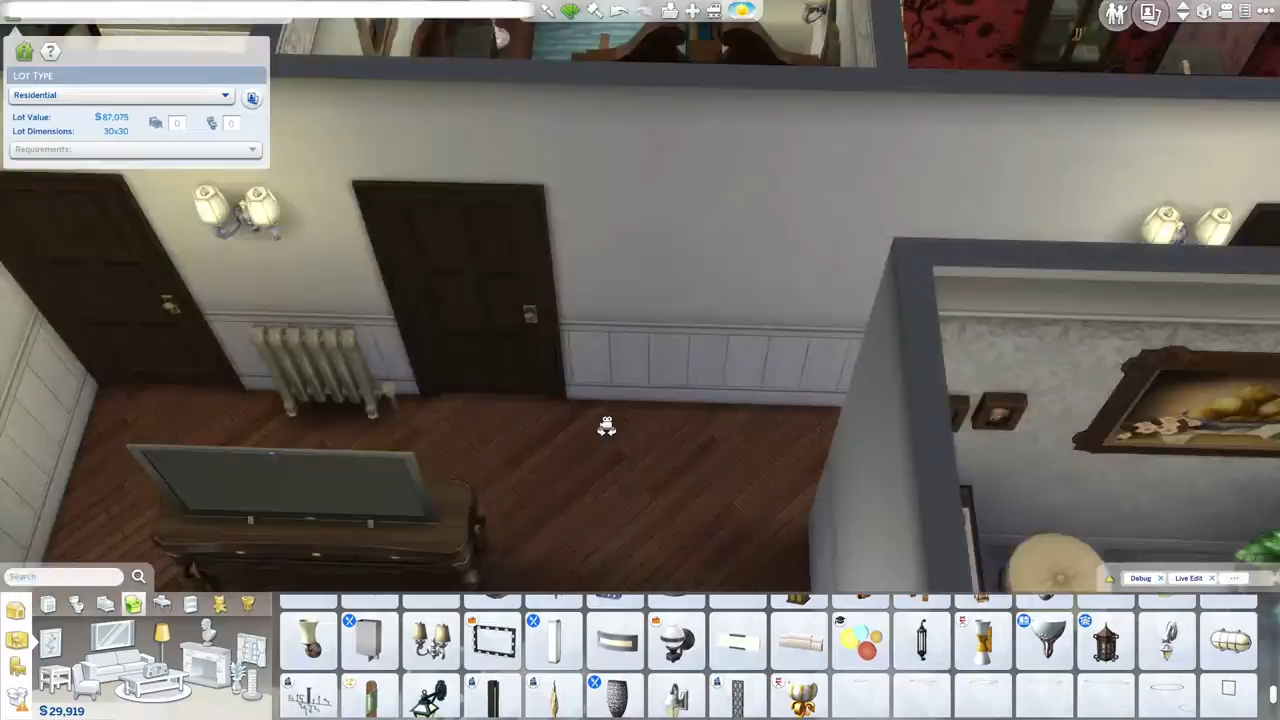 LOT TYPE
Residential
Lot Value: §87,075 0 0
Lot Dimensions: 30x30
Requirements:
Search
Debug Live Edit
§29,919